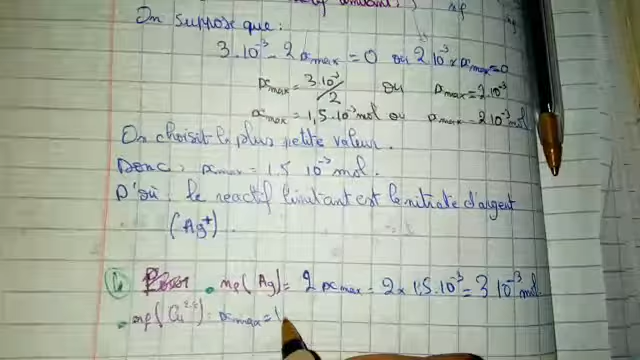 On suppose que :
3.10⁻³ - 2xmax = 0 ou 2.10⁻³ xmax=0
xmax = 3.10⁻³/2 ou xmax = 2.10⁻³
xmax = 1,5.10⁻³ mol ou xmax = 2 10⁻³ mol
On choisit la plus petite valeur.
Donc : xmax = 1.5 10⁻³ mol.
D'où : le reactif limitant est le nitrate d'argent
(Ag⁺).
4 • nf(Ag) = 2 xmax = 2 x 1,5.10⁻³ = 3 10⁻³ mol
• nf(Cu²⁺) = xmax = 1